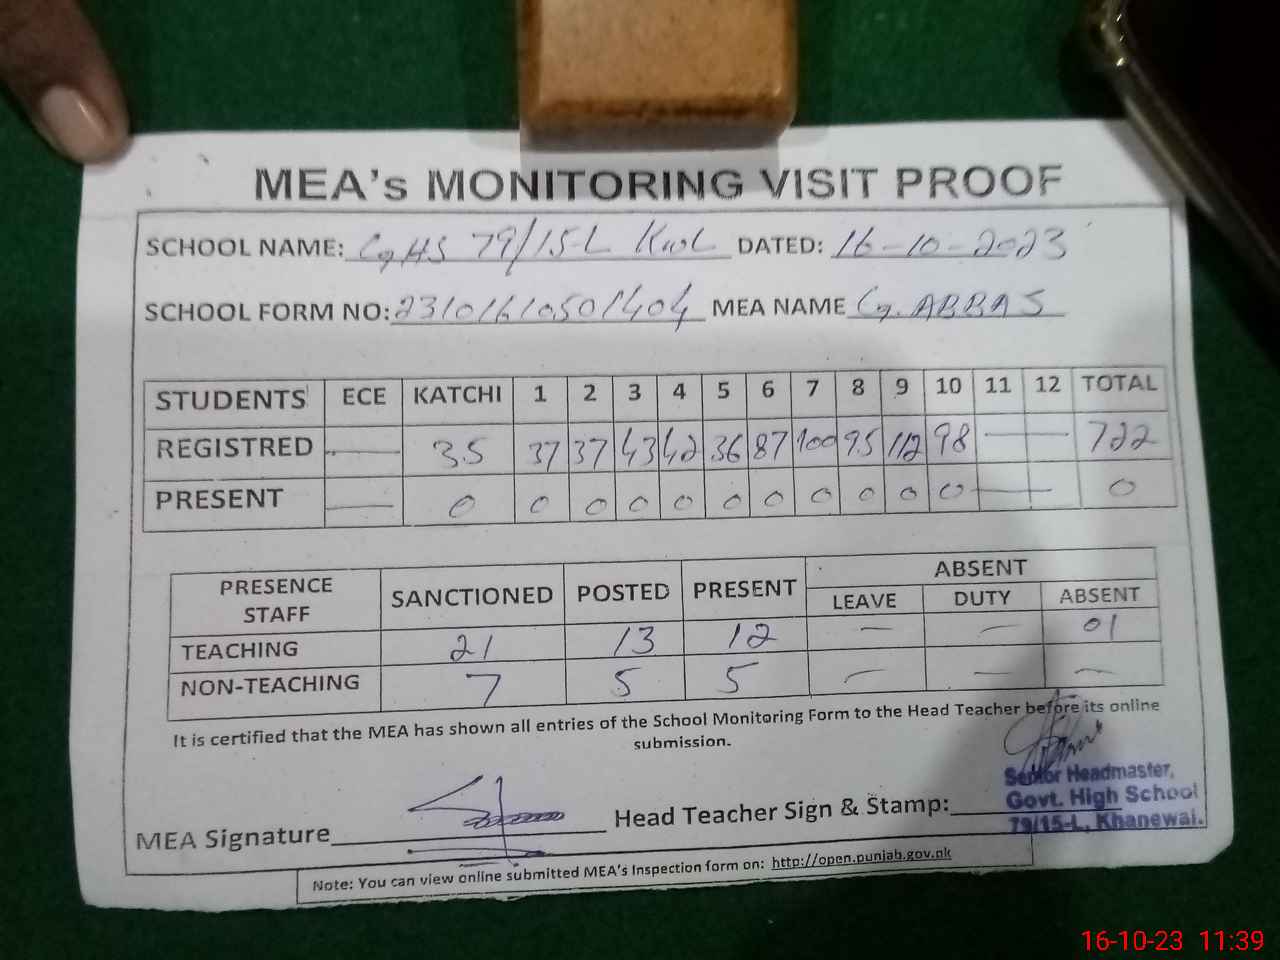 MEA's MONITORING VISIT PROOF
SCHOOL NAME: GHS 79/15-L KWL DATED: 16-10-2023
SCHOOL FORM NO: 23101610501404 MEA NAME G. ABBAS
STUDENTS ECE KATCHI 1 2 3 4 5 6 7 8 9 10 11 12 TOTAL
REGISTRED — 35 37 37 43 42 36 87 100 95 112 98 — — 722
PRESENT — 0 0 0 0 0 0 0 0 0 0 0 — — 0
PRESENCE STAFF SANCTIONED POSTED PRESENT ABSENT
LEAVE DUTY ABSENT
TEACHING 21 13 12 — — 01
NON-TEACHING 7 5 5 — — —
It is certified that the MEA has shown all entries of the School Monitoring Form to the Head Teacher before its online
submission.
Senior Headmaster,
Govt. High School
79/15-L, Khanewal.
MEA Signature Head Teacher Sign & Stamp:
Note: You can view online submitted MEA's Inspection form on: http://open.punjab.gov.pk
16-10-23 11:39